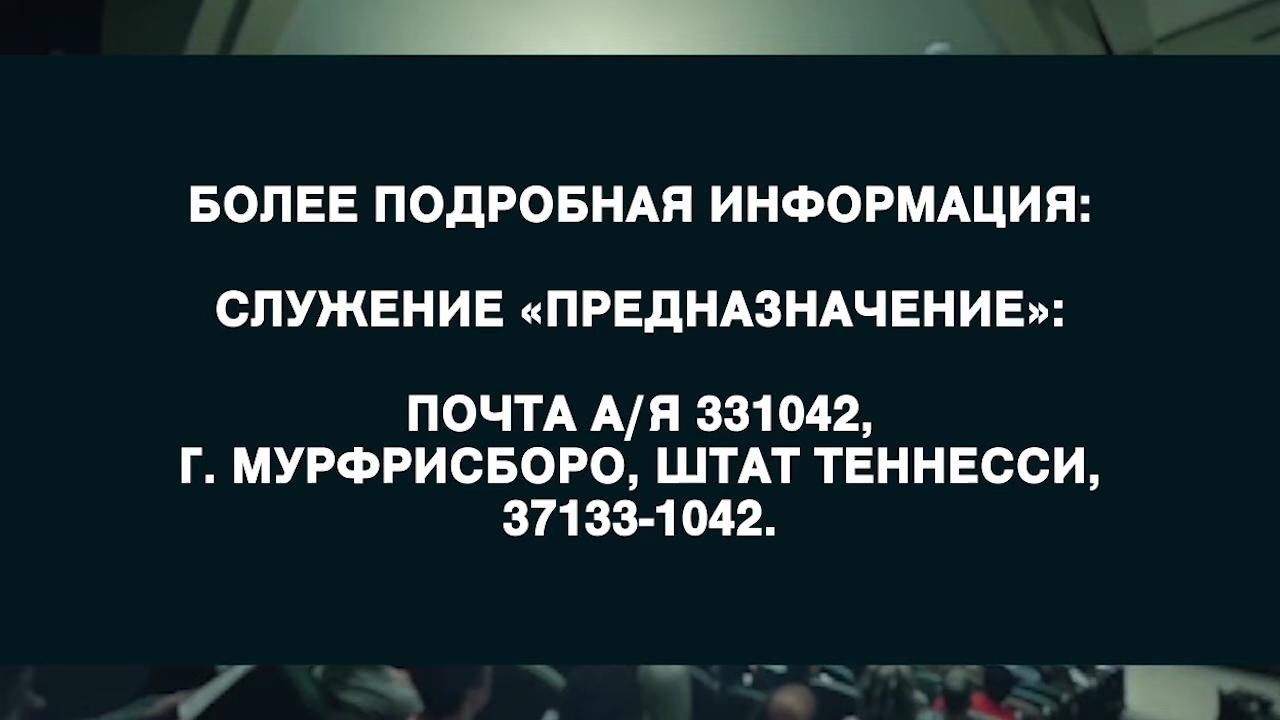 БОЛЕЕ ПОДРОБНАЯ ИНФОРМАЦИЯ:
СЛУЖЕНИЕ «ПРЕДНАЗНАЧЕНИЕ»:
ПОЧТА А/Я 331042,
Г. МУРФРИСБОРО, ШТАТ ТЕННЕССИ,
37133-1042.